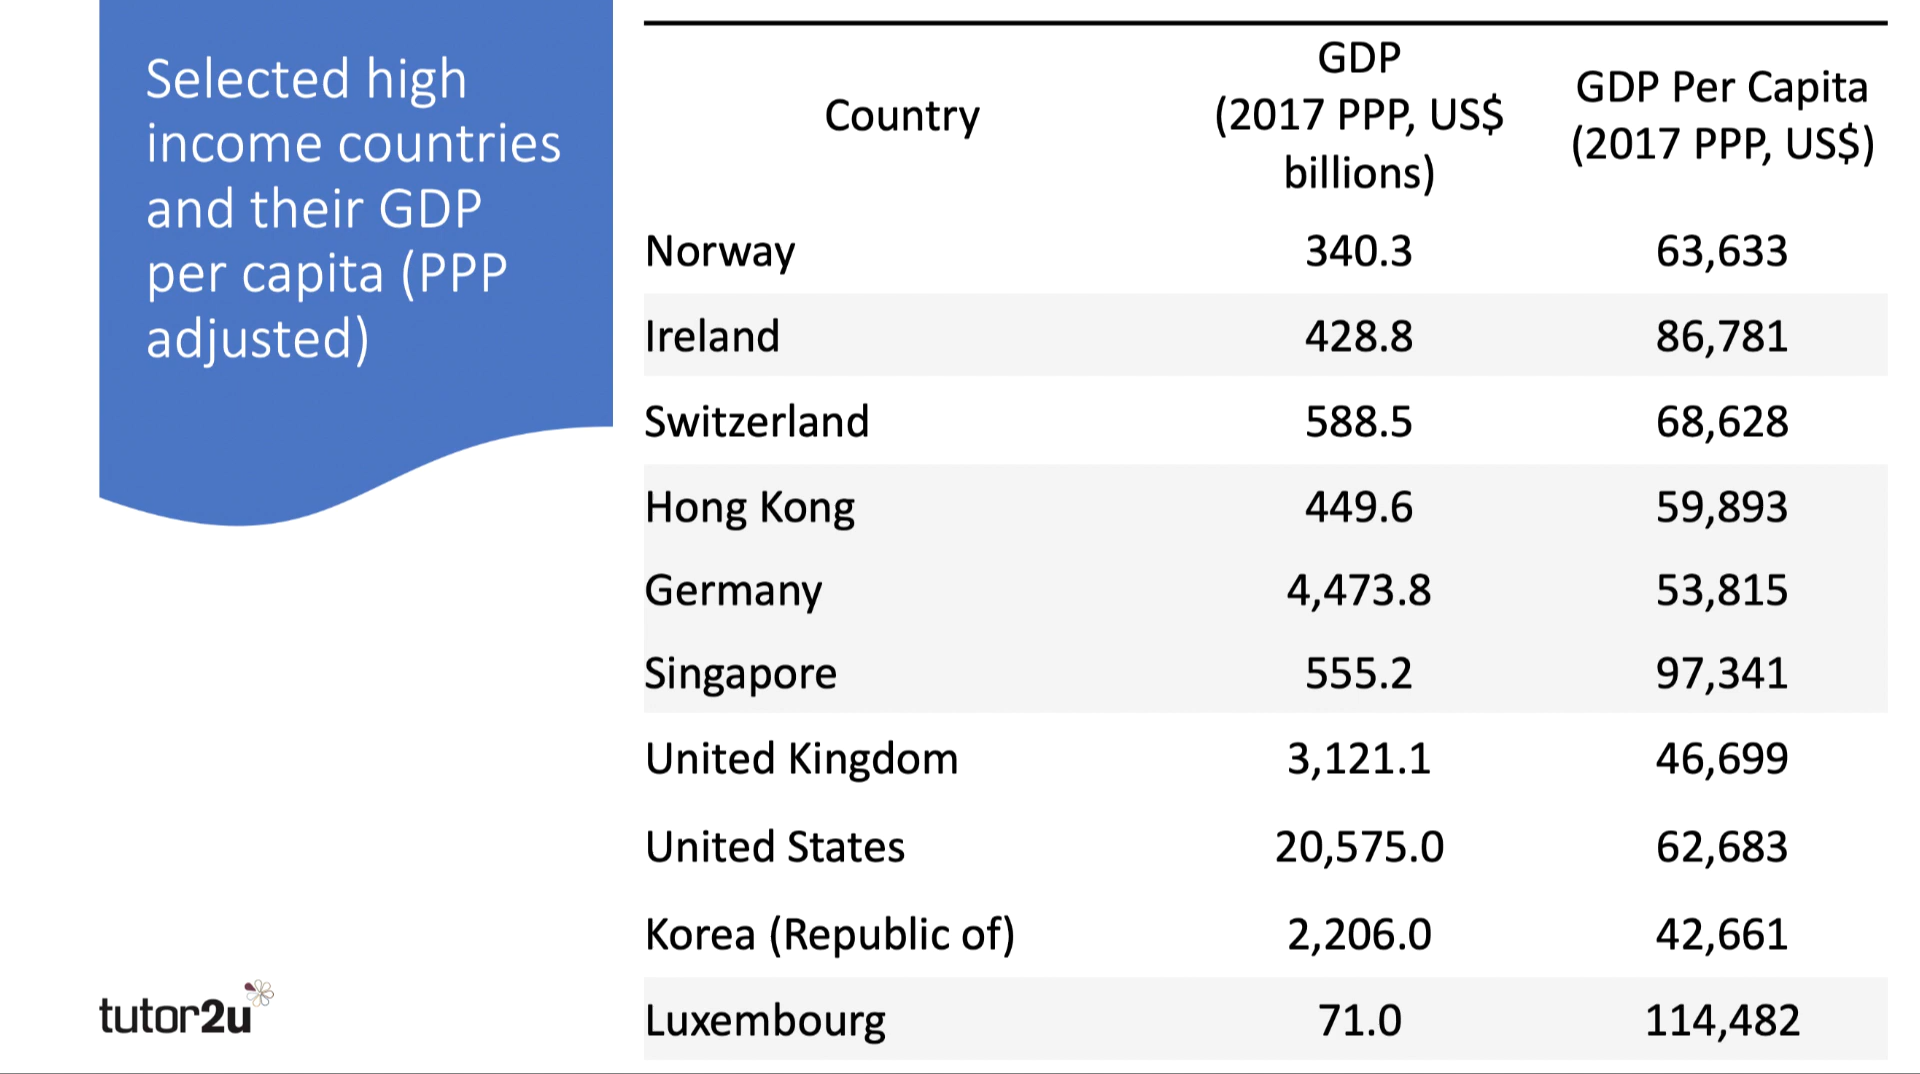 Selected high
income countries
and their GDP
per capita (PPP
adjusted)
Country
GDP
(2017 PPP, US$
billions)
GDP Per Capita
(2017 PPP, US$)
Norway 340.3 63,633
Ireland 428.8 86,781
Switzerland 588.5 68,628
Hong Kong 449.6 59,893
Germany 4,473.8 53,815
Singapore 555.2 97,341
United Kingdom 3,121.1 46,699
United States 20,575.0 62,683
Korea (Republic of) 2,206.0 42,661
Luxembourg 71.0 114,482
tutor2u